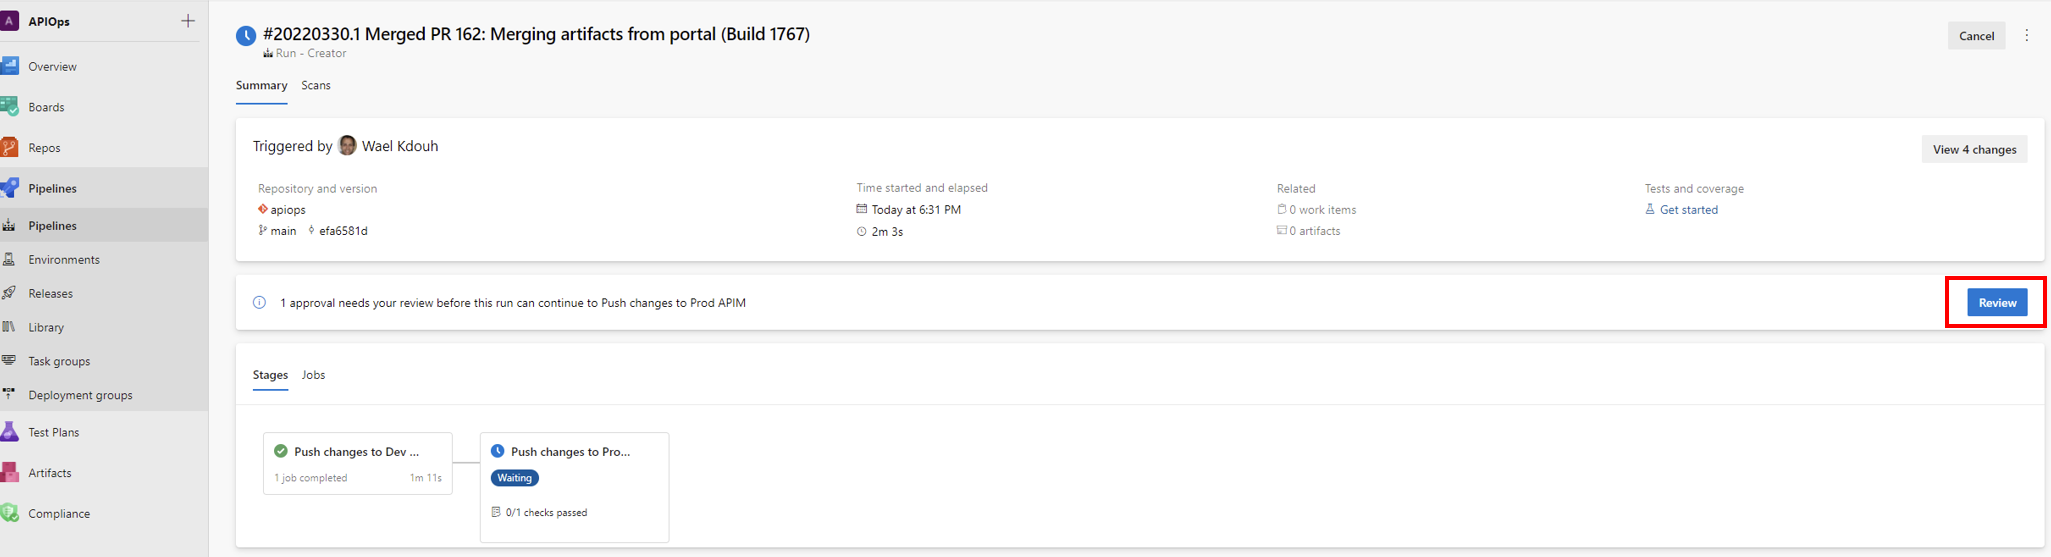 A APIOps
Overview
Boards
Repos
Pipelines
Pipelines
Environments
Releases
Library
Task groups
Deployment groups
Test Plans
Artifacts
Compliance
#20220330.1 Merged PR 162: Merging artifacts from portal (Build 1767)
Run - Creator
Cancel
Summary Scans
Triggered by Wael Kdouh
View 4 changes
Repository and version
apiops
main efa6581d
Time started and elapsed
Today at 6:31 PM
2m 3s
Related
0 work items
0 artifacts
Tests and coverage
Get started
1 approval needs your review before this run can continue to Push changes to Prod APIM
Review
Stages Jobs
Push changes to Dev ...
1 job completed 1m 11s
Push changes to Pro...
Waiting
0/1 checks passed